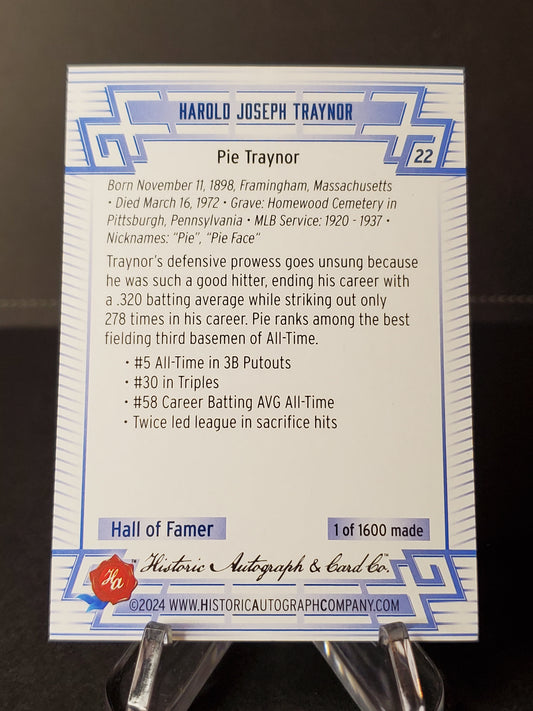 HAROLD JOSEPH TRAYNOR
22
Pie Traynor
Born November 11, 1898, Framingham, Massachusetts
• Died March 16, 1972 • Grave: Homewood Cemetery in
Pittsburgh, Pennsylvania • MLB Service: 1920 - 1937 •
Nicknames: “Pie”, “Pie Face”
Traynor’s defensive prowess goes unsung because
he was such a good hitter, ending his career with
a .320 batting average while striking out only
278 times in his career. Pie ranks among the best
fielding third basemen of All-Time.
• #5 All-Time in 3B Putouts
• #30 in Triples
• #58 Career Batting AVG All-Time
• Twice led league in sacrifice hits
Hall of Famer
1 of 1600 made
Ha
™ Historic Autograph & Card Co.™
©2024 WWW.HISTORICAUTOGRAPHCOMPANY.COM